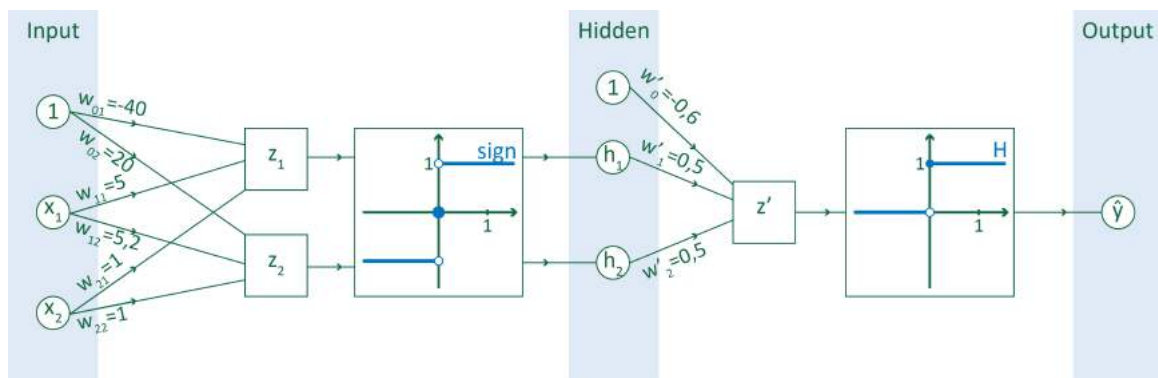 Input
Hidden
Output
1
w₀₁=-40
w₀₂=20
x₁
w₁₁=5
w₁₂=5,2
x₂
w₂₁=1
w₂₂=1
z₁
z₂
sign
1
1
1
w'₀=-0,6
h₁
w'₁=0,5
h₂
w'₂=0,5
z'
H
1
1
ŷ